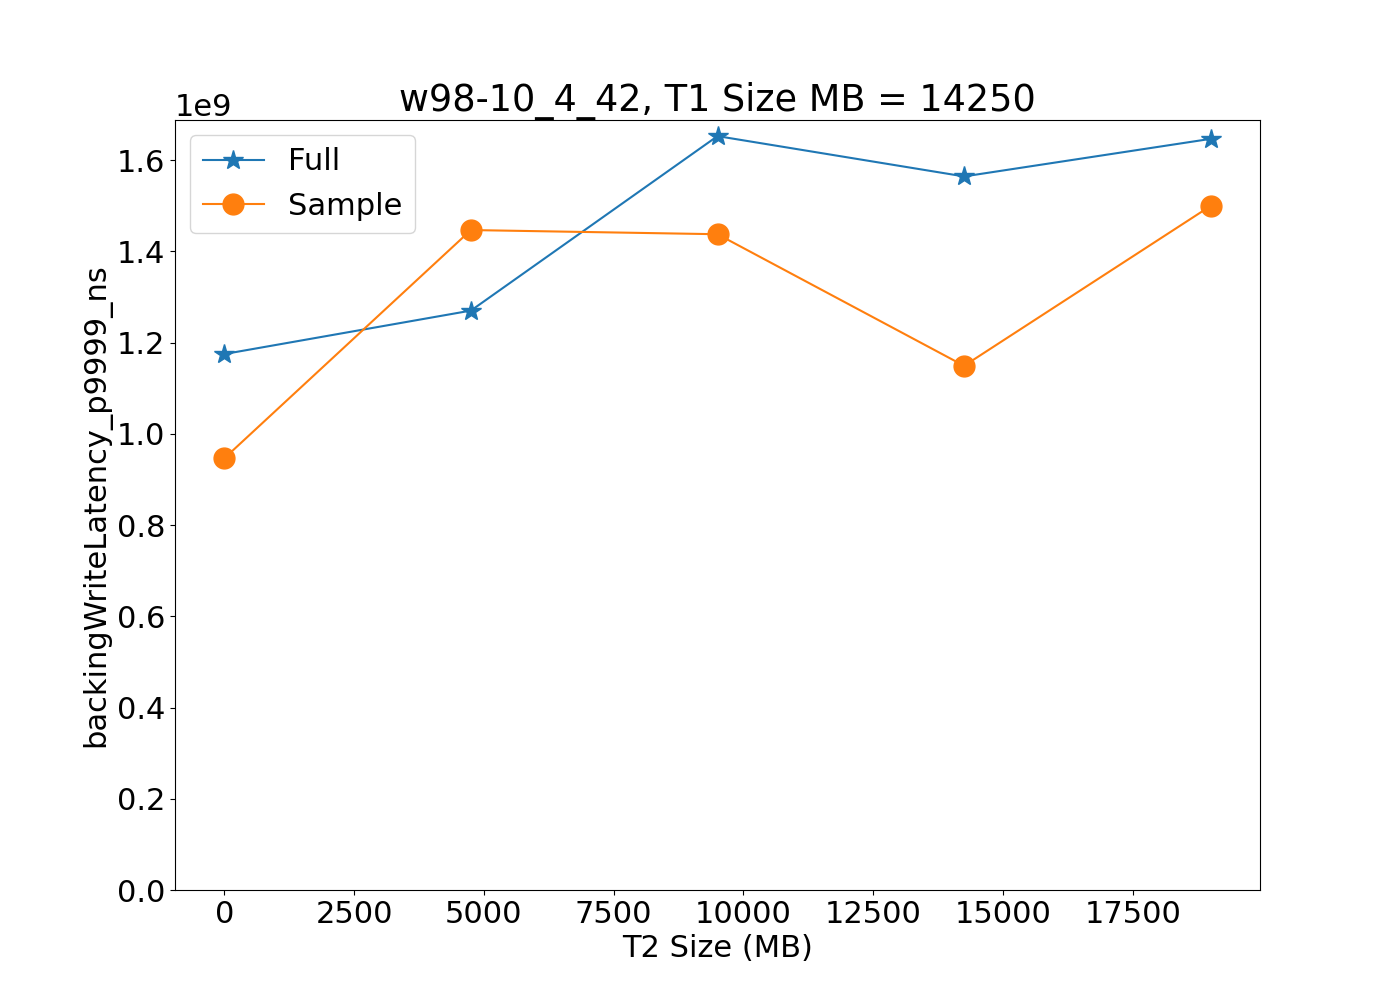 w98-10_4_42, T1 Size MB = 14250
1e9
Full
Sample
backingWriteLatency_p9999_ns
1.6
1.4
1.2
1.0
0.8
0.6
0.4
0.2
0.0
0 2500 5000 7500 10000 12500 15000 17500
T2 Size (MB)